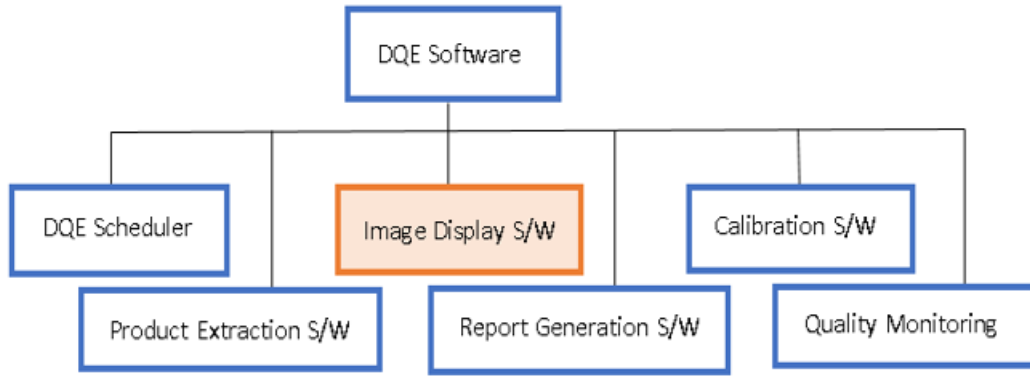 DQE Software
DQE Scheduler
Image Display S/W
Calibration S/W
Product Extraction S/W
Report Generation S/W
Quality Monitoring